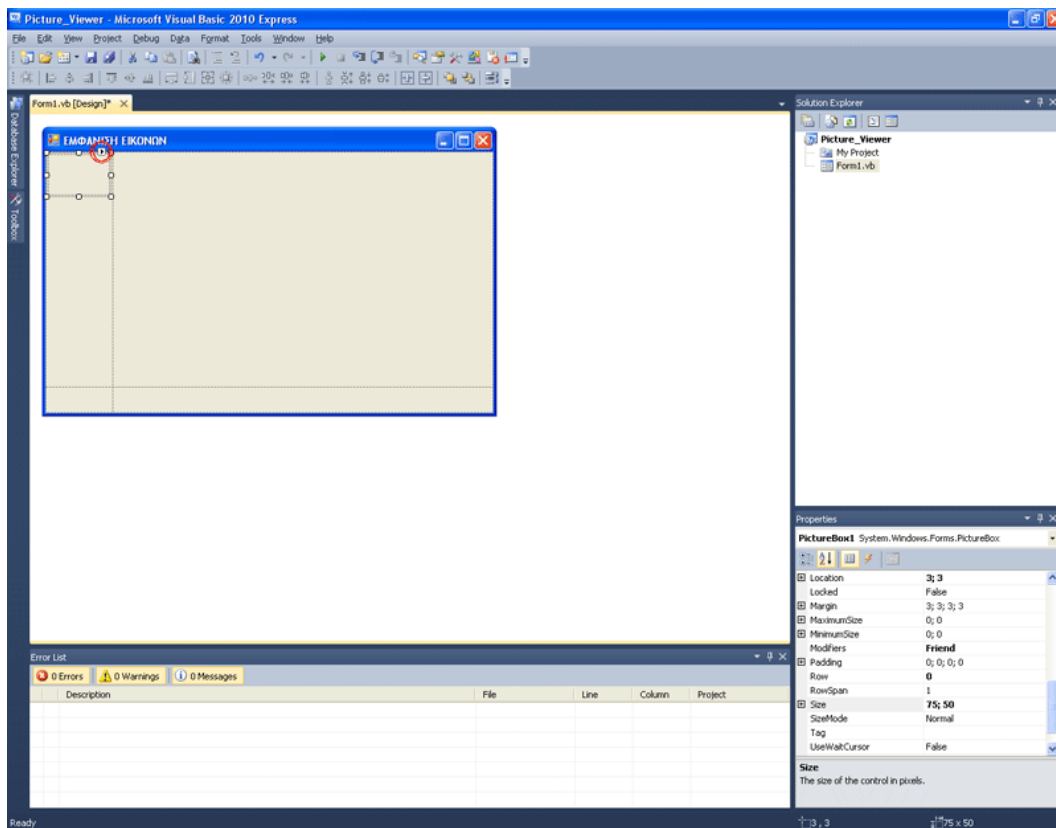 Picture_Viewer - Microsoft Visual Basic 2010 Express
File Edit View Project Debug Data Format Tools Window Help
Form1.vb [Design]*
Database Explorer
Toolbox
ΕΜΦΑΝΙΣΗ ΕΙΚΟΝΩΝ
Solution Explorer
Picture_Viewer
My Project
Form1.vb
Properties
PictureBox1 System.Windows.Forms.PictureBox
Location 3; 3
Locked False
Margin 3; 3; 3; 3
MaximumSize 0; 0
MinimumSize 0; 0
Modifiers Friend
Padding 0; 0; 0; 0
Row 0
RowSpan 1
Size 75; 50
SizeMode Normal
Tag
UseWaitCursor False
Size
The size of the control in pixels.
Error List
0 Errors 0 Warnings 0 Messages
Description File Line Column Project
Ready 3 , 3 75 x 50